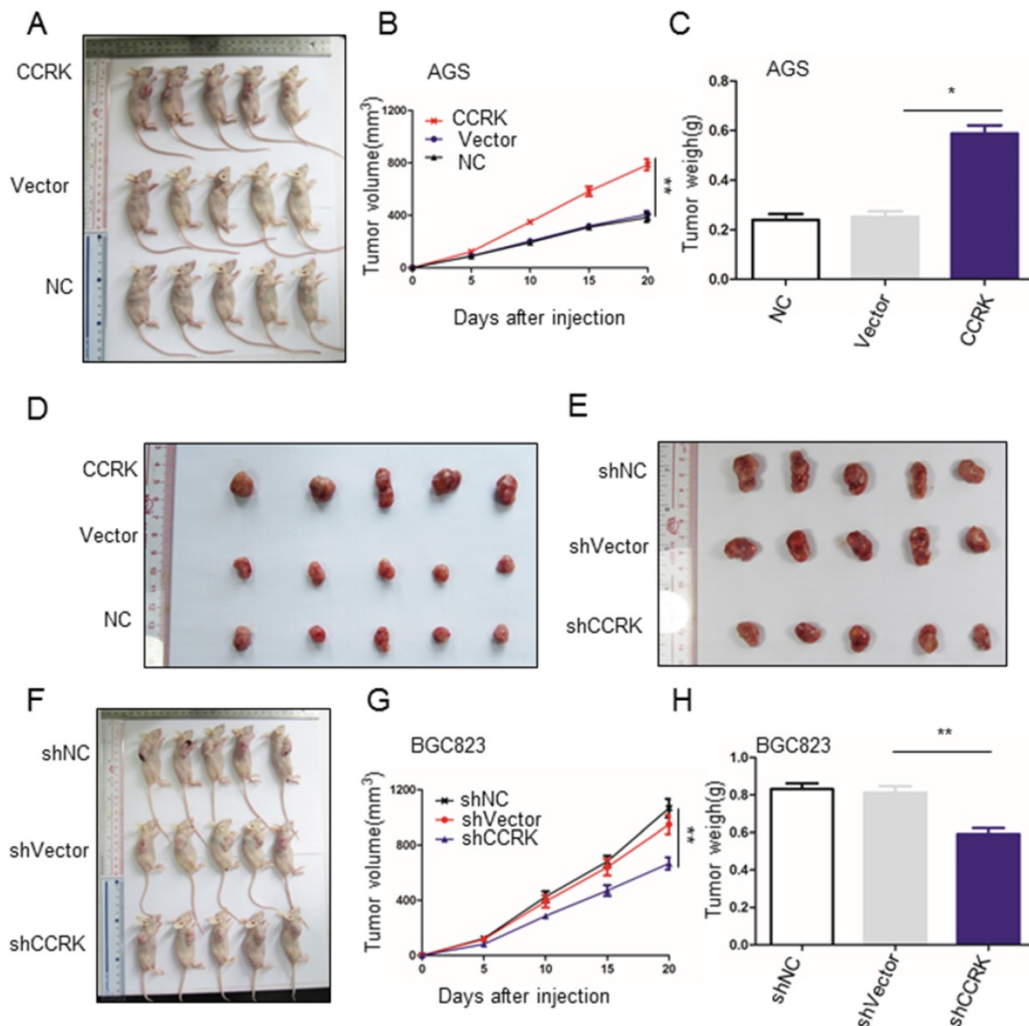 A
CCRK
Vector
NC
B
AGS
CCRK
Vector
NC
Tumor volume(mm³)
1200
800
400
0
0 5 10 15 20
**
Days after injection
C
AGS
*
Tumor weigh(g)
0.8
0.6
0.4
0.2
0.0
NC
Vector
CCRK
D
CCRK
Vector
NC
E
shNC
shVector
shCCRK
F
shNC
shVector
shCCRK
G
BGC823
shNC
shVector
shCCRK
Tumor volume(mm³)
1200
800
400
0
0 5 10 15 20
**
Days after injection
H
BGC823
**
Tumor weigh(g)
1.0
0.8
0.6
0.4
0.2
0.0
shNC
shVector
shCCRK